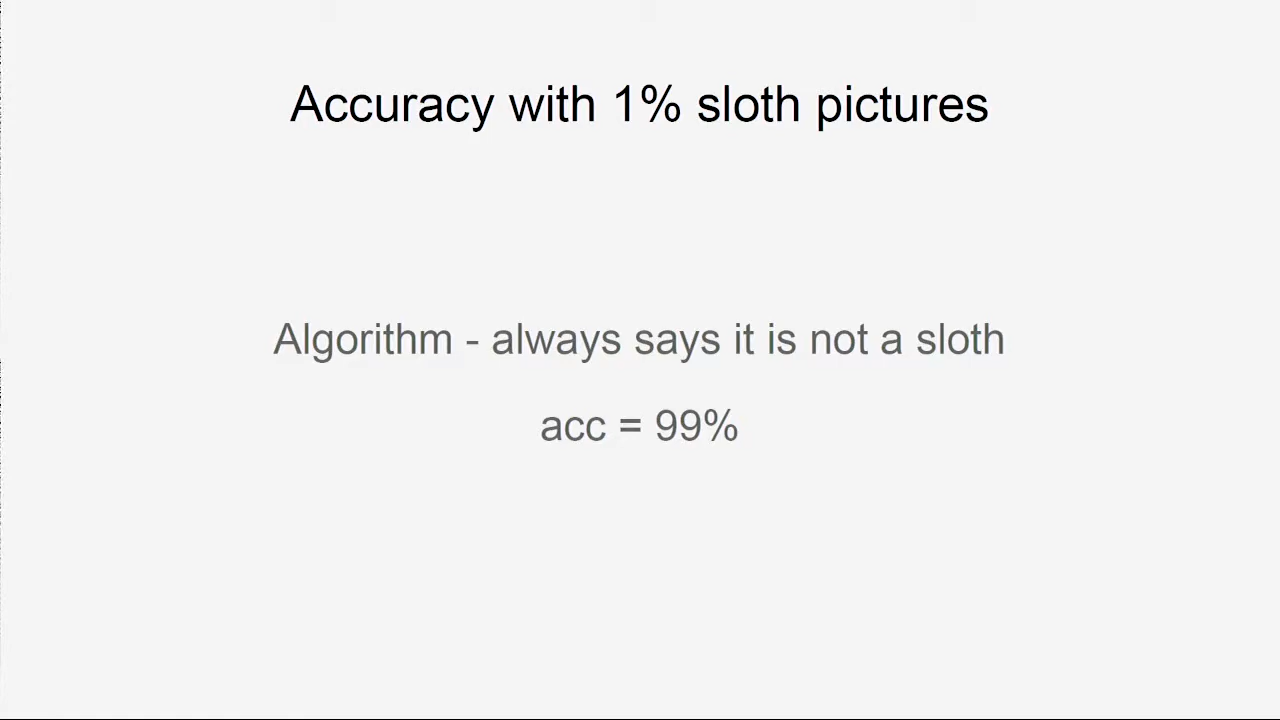 Accuracy with 1% sloth pictures
Algorithm - always says it is not a sloth
acc = 99%